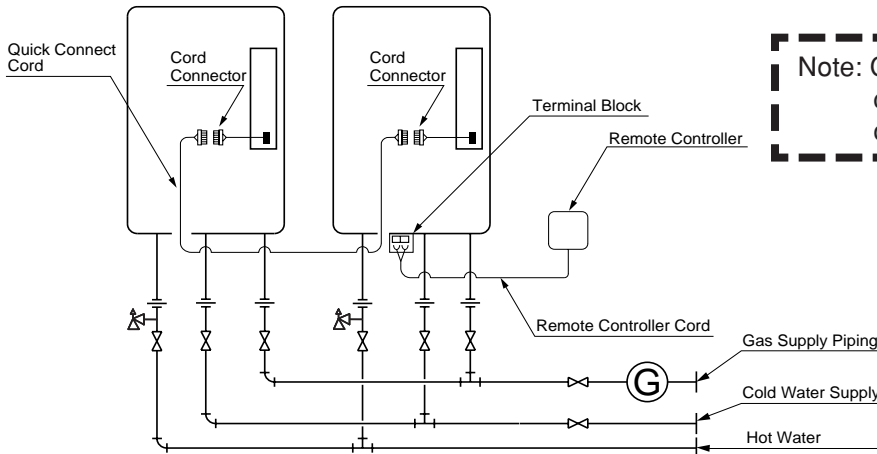 Quick Connect
Cord
Cord
Connector
Cord
Connector
Terminal Block
Remote Controller
Note:
Remote Controller Cord
Gas Supply Piping
G
Cold Water Supply
Hot Water